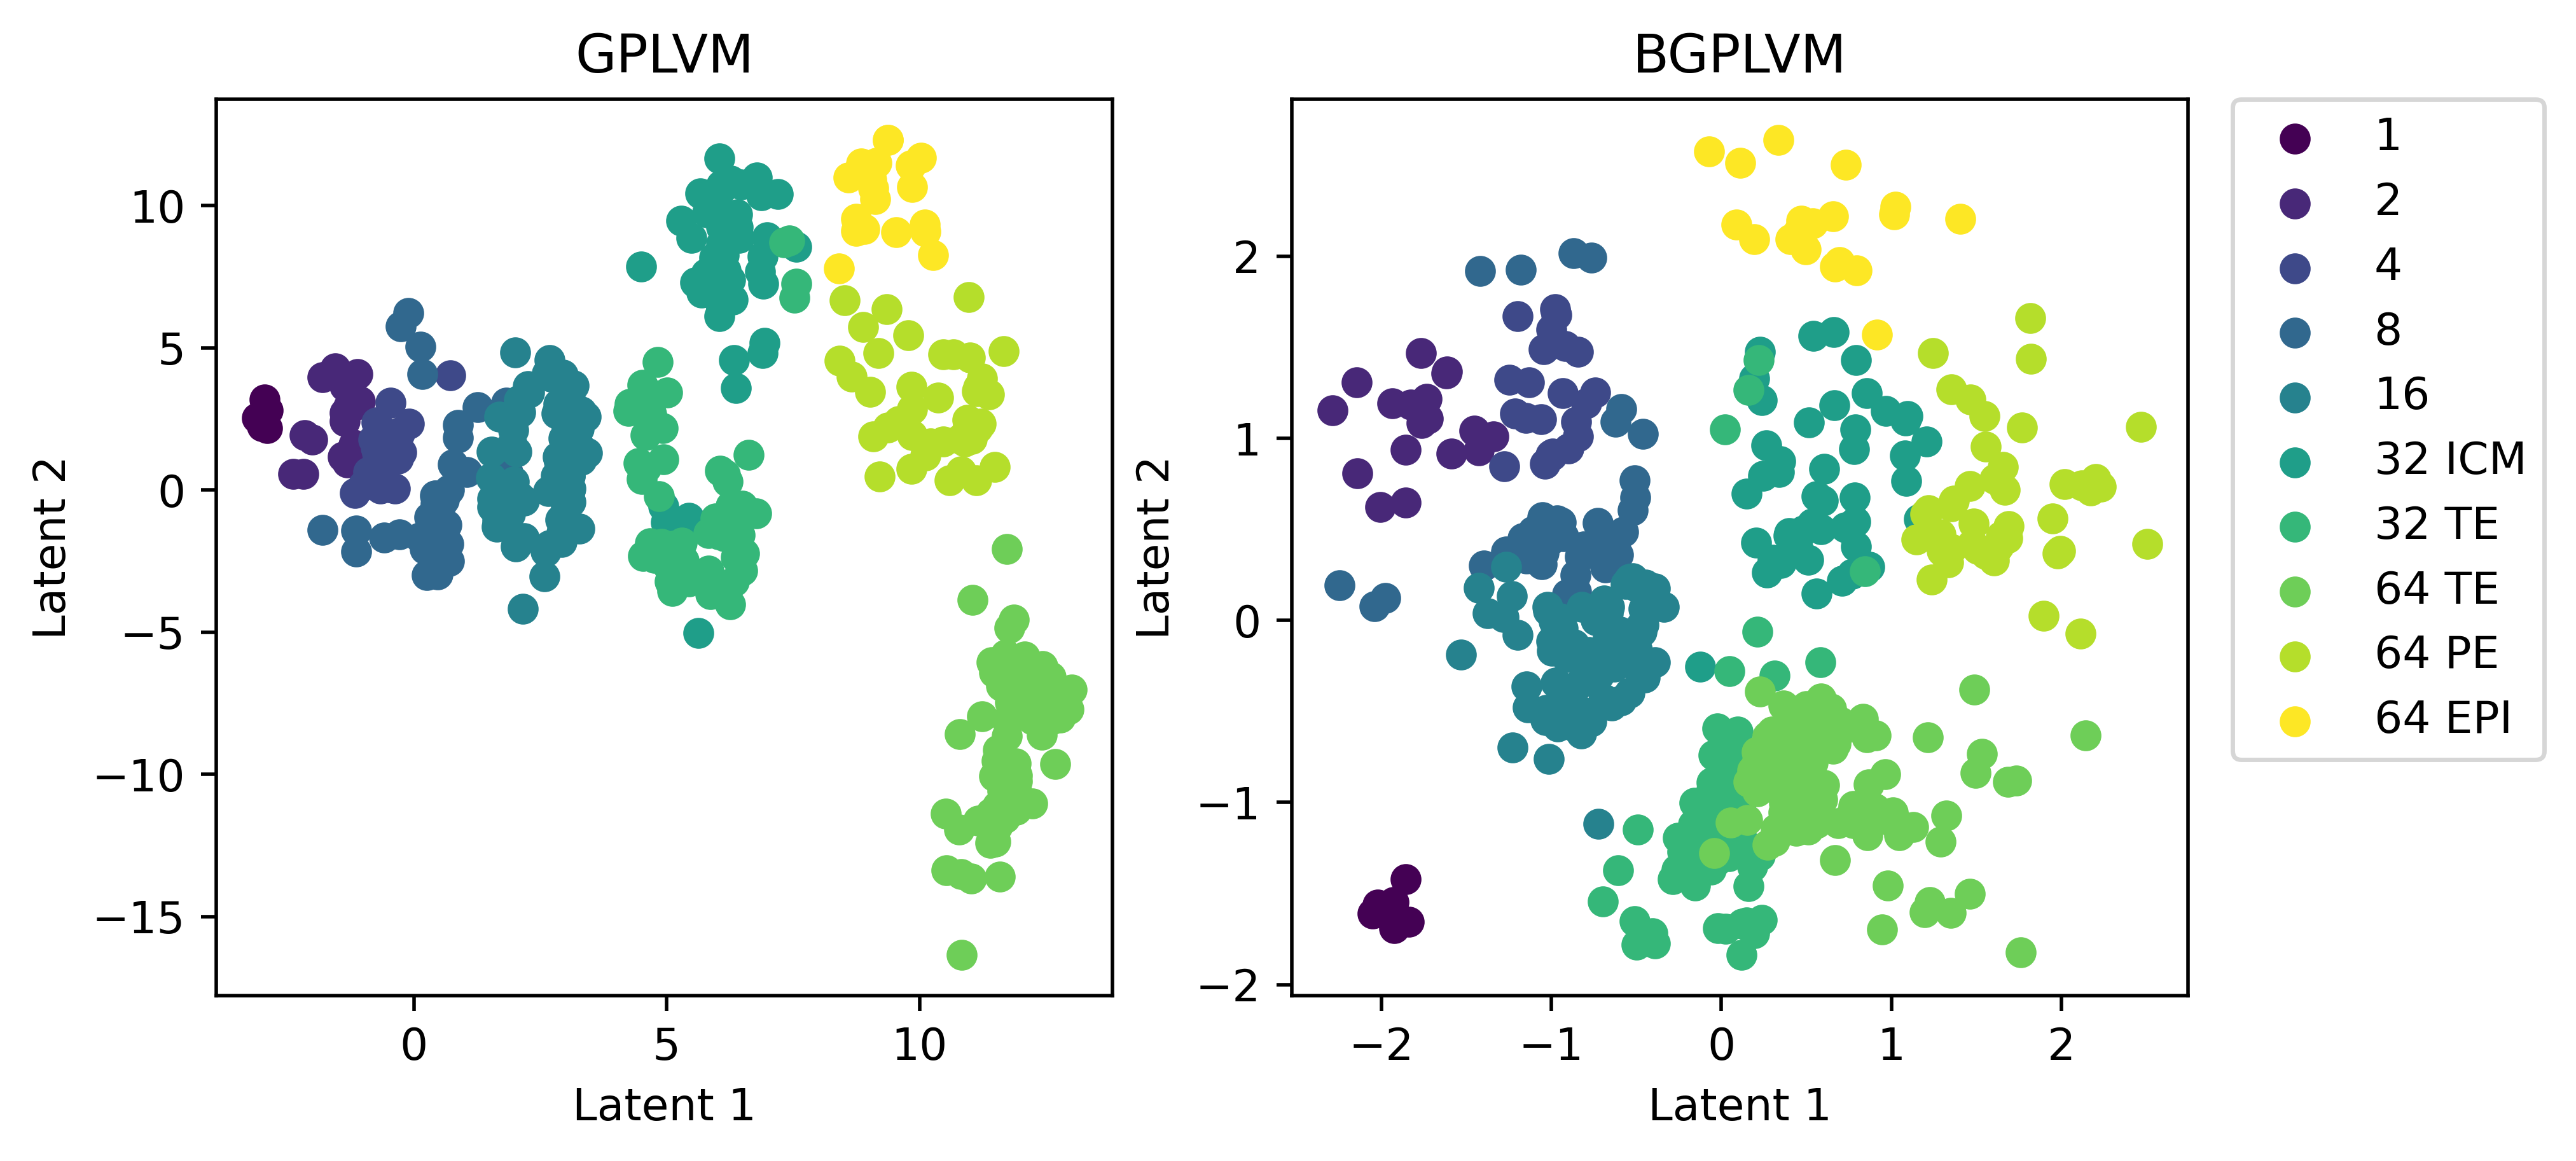 GPLVM
10
5
0
−5
−10
−15
Latent 2
0 5 10
Latent 1
BGPLVM
2
1
0
−1
−2
Latent 2
−2 −1 0 1 2
Latent 1
1
2
4
8
16
32 ICM
32 TE
64 TE
64 PE
64 EPI